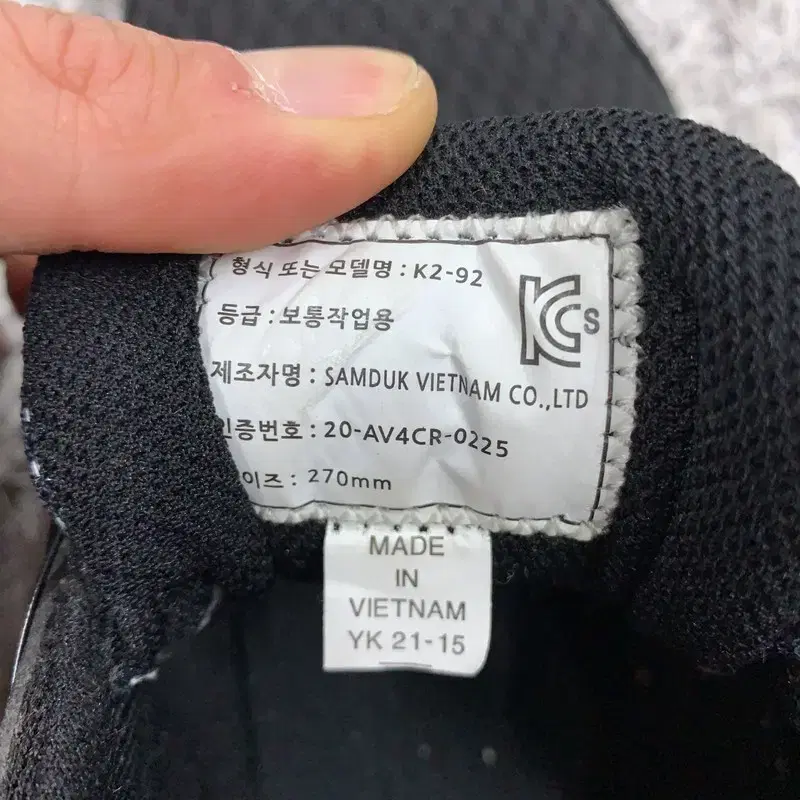 형식 또는 모델명 : K2-92
등급 : 보통작업용
제조자명 : SAMDUK VIETNAM CO.,LTD
인증번호 : 20-AV4CR-0225
이즈 : 270mm
KCs
MADE
IN
VIETNAM
YK 21-15